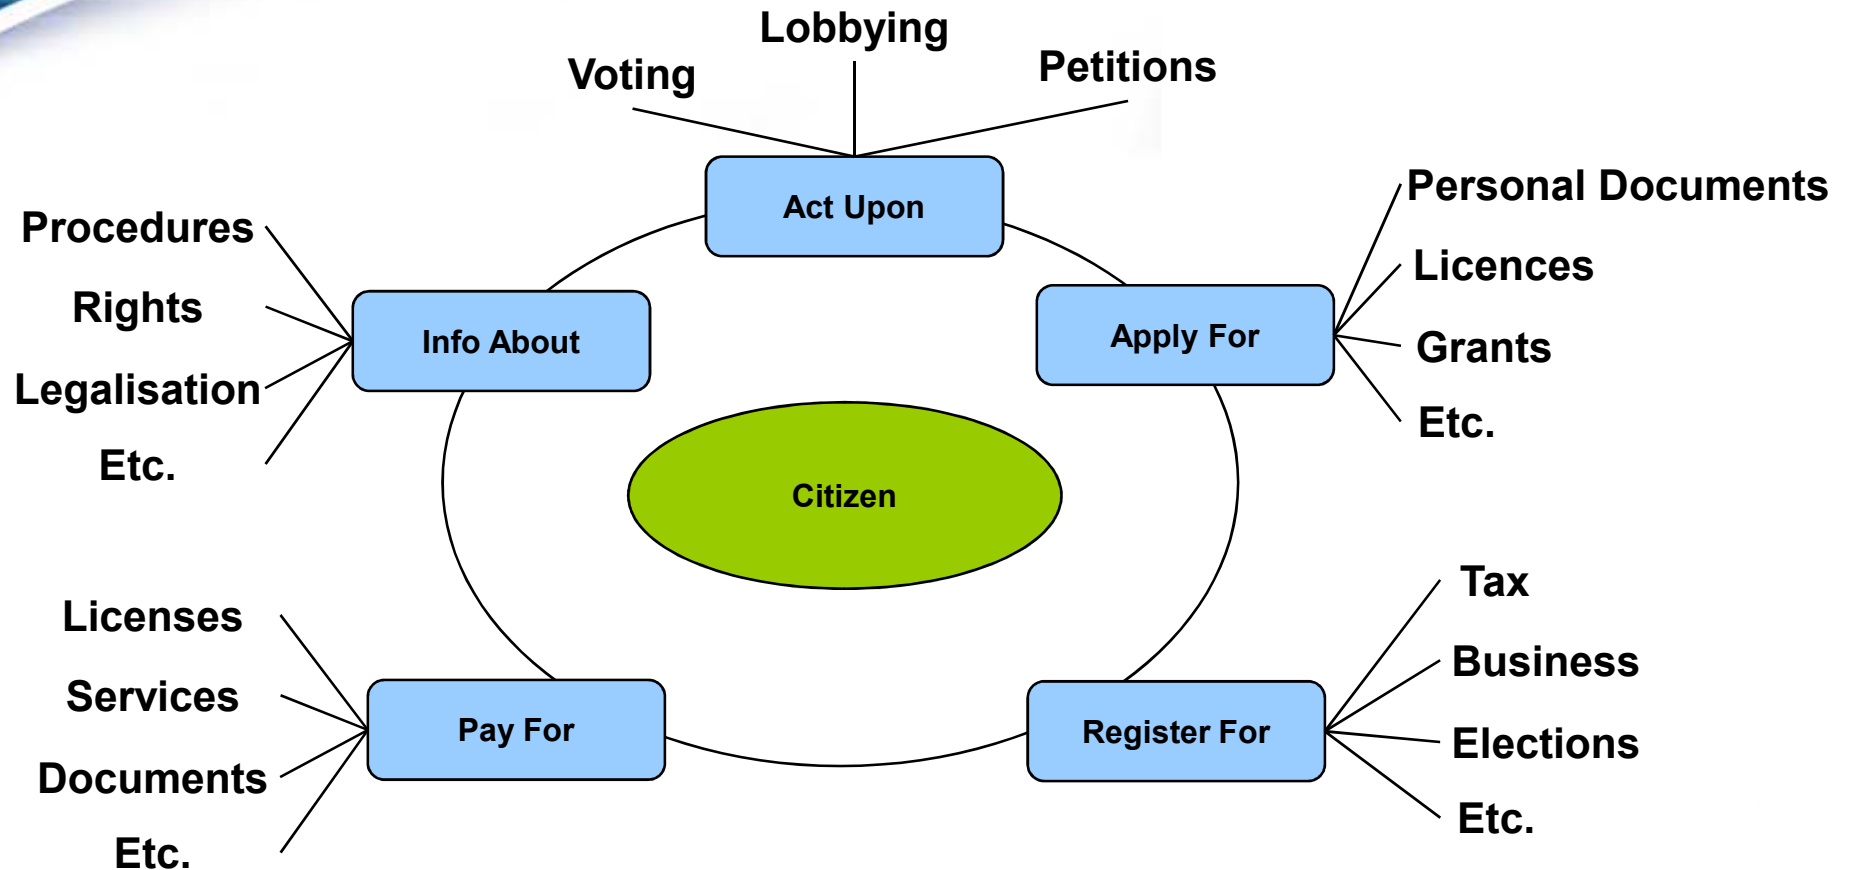 Lobbying
Voting
Petitions
Act Upon
Personal Documents
Licences
Grants
Etc.
Apply For
Procedures
Rights
Legalisation
Etc.
Info About
Citizen
Tax
Business
Elections
Etc.
Register For
Licenses
Services
Documents
Etc.
Pay For